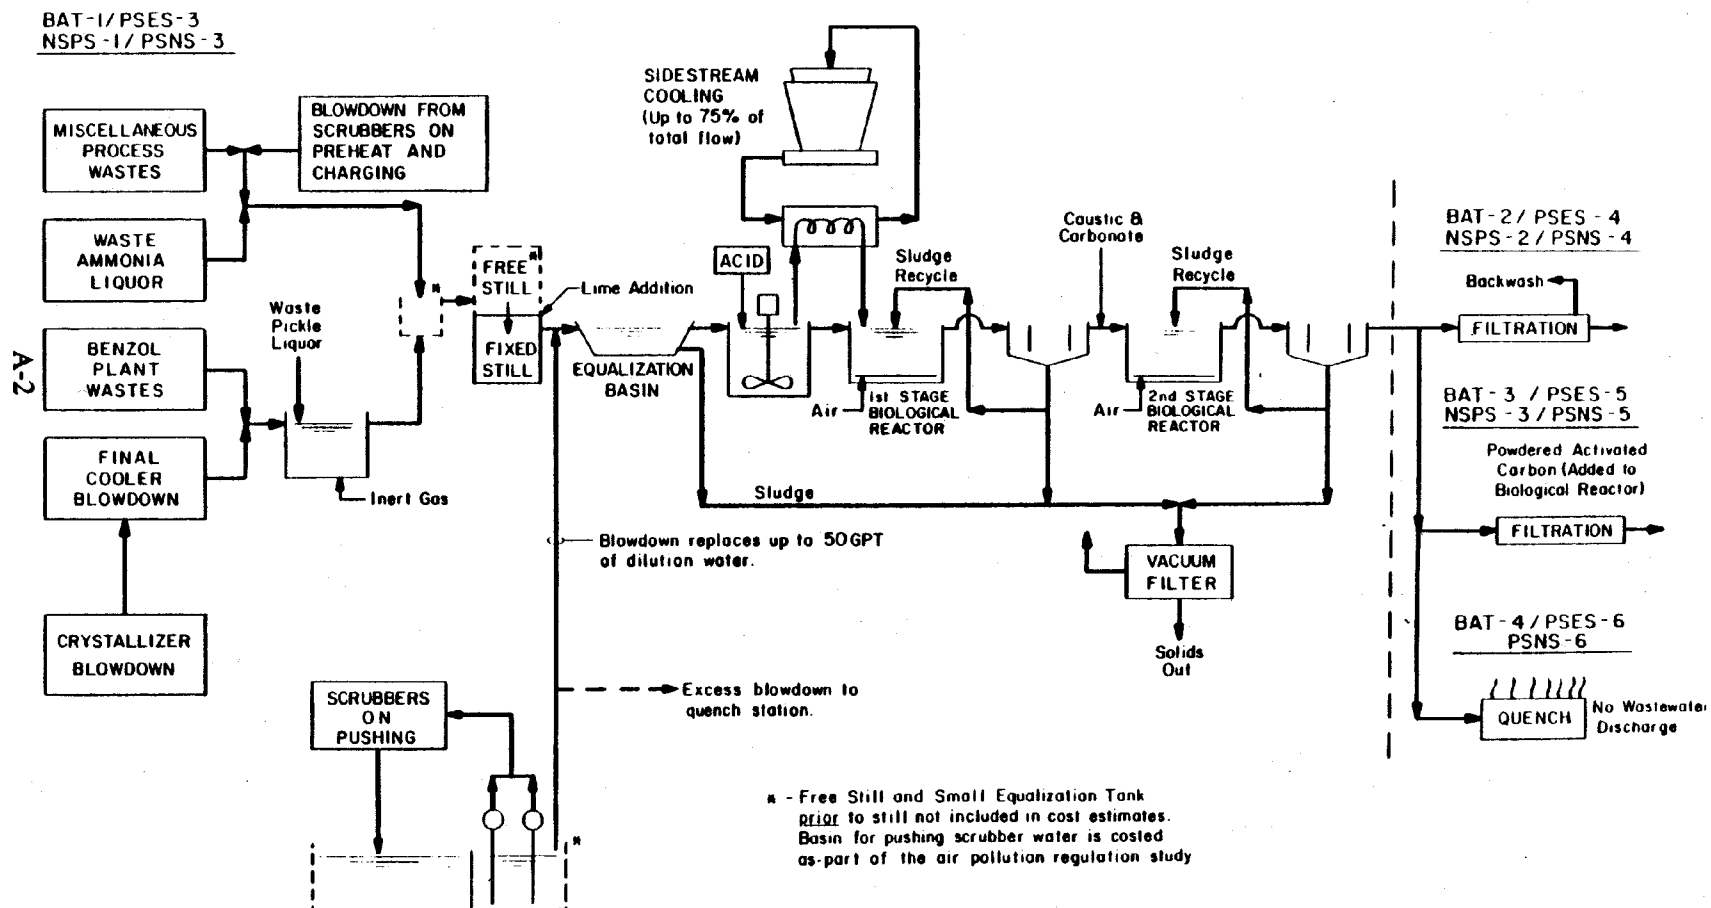 BAT-1/PSES-3
NSPS-1/PSNS-3
MISCELLANEOUS
PROCESS
WASTES
BLOWDOWN FROM
SCRUBBERS ON
PREHEAT AND
CHARGING
WASTE
AMMONIA
LIQUOR
BENZOL
PLANT
WASTES
FINAL
COOLER
BLOWDOWN
CRYSTALLIZER
BLOWDOWN
A-2
Waste
Pickle
Liquor
Inert Gas
*
FREE*
STILL
FIXED
STILL
Lime Addition
EQUALIZATION
BASIN
SIDESTREAM
COOLING
(Up to 75% of
total flow)
ACID
Sludge
Recycle
Air
1st STAGE
BIOLOGICAL
REACTOR
Caustic &
Carbonate
Sludge
Recycle
Air
2nd STAGE
BIOLOGICAL
REACTOR
Sludge
Blowdown replaces up to 50GPT
of dilution water.
VACUUM
FILTER
Solids
Out
Excess blowdown to
quench station.
SCRUBBERS
ON
PUSHING
*
* - Free Still and Small Equalization Tank
prior to still not included in cost estimates.
Basin for pushing scrubber water is costed
as-part of the air pollution regulation study
BAT-2/PSES-4
NSPS-2/PSNS-4
Backwash
FILTRATION
BAT-3/PSES-5
NSPS-3/PSNS-5
Powdered Activated
Carbon (Added to
Biological Reactor)
FILTRATION
BAT-4/PSES-6
PSNS-6
QUENCH
No Wastewater
Discharge